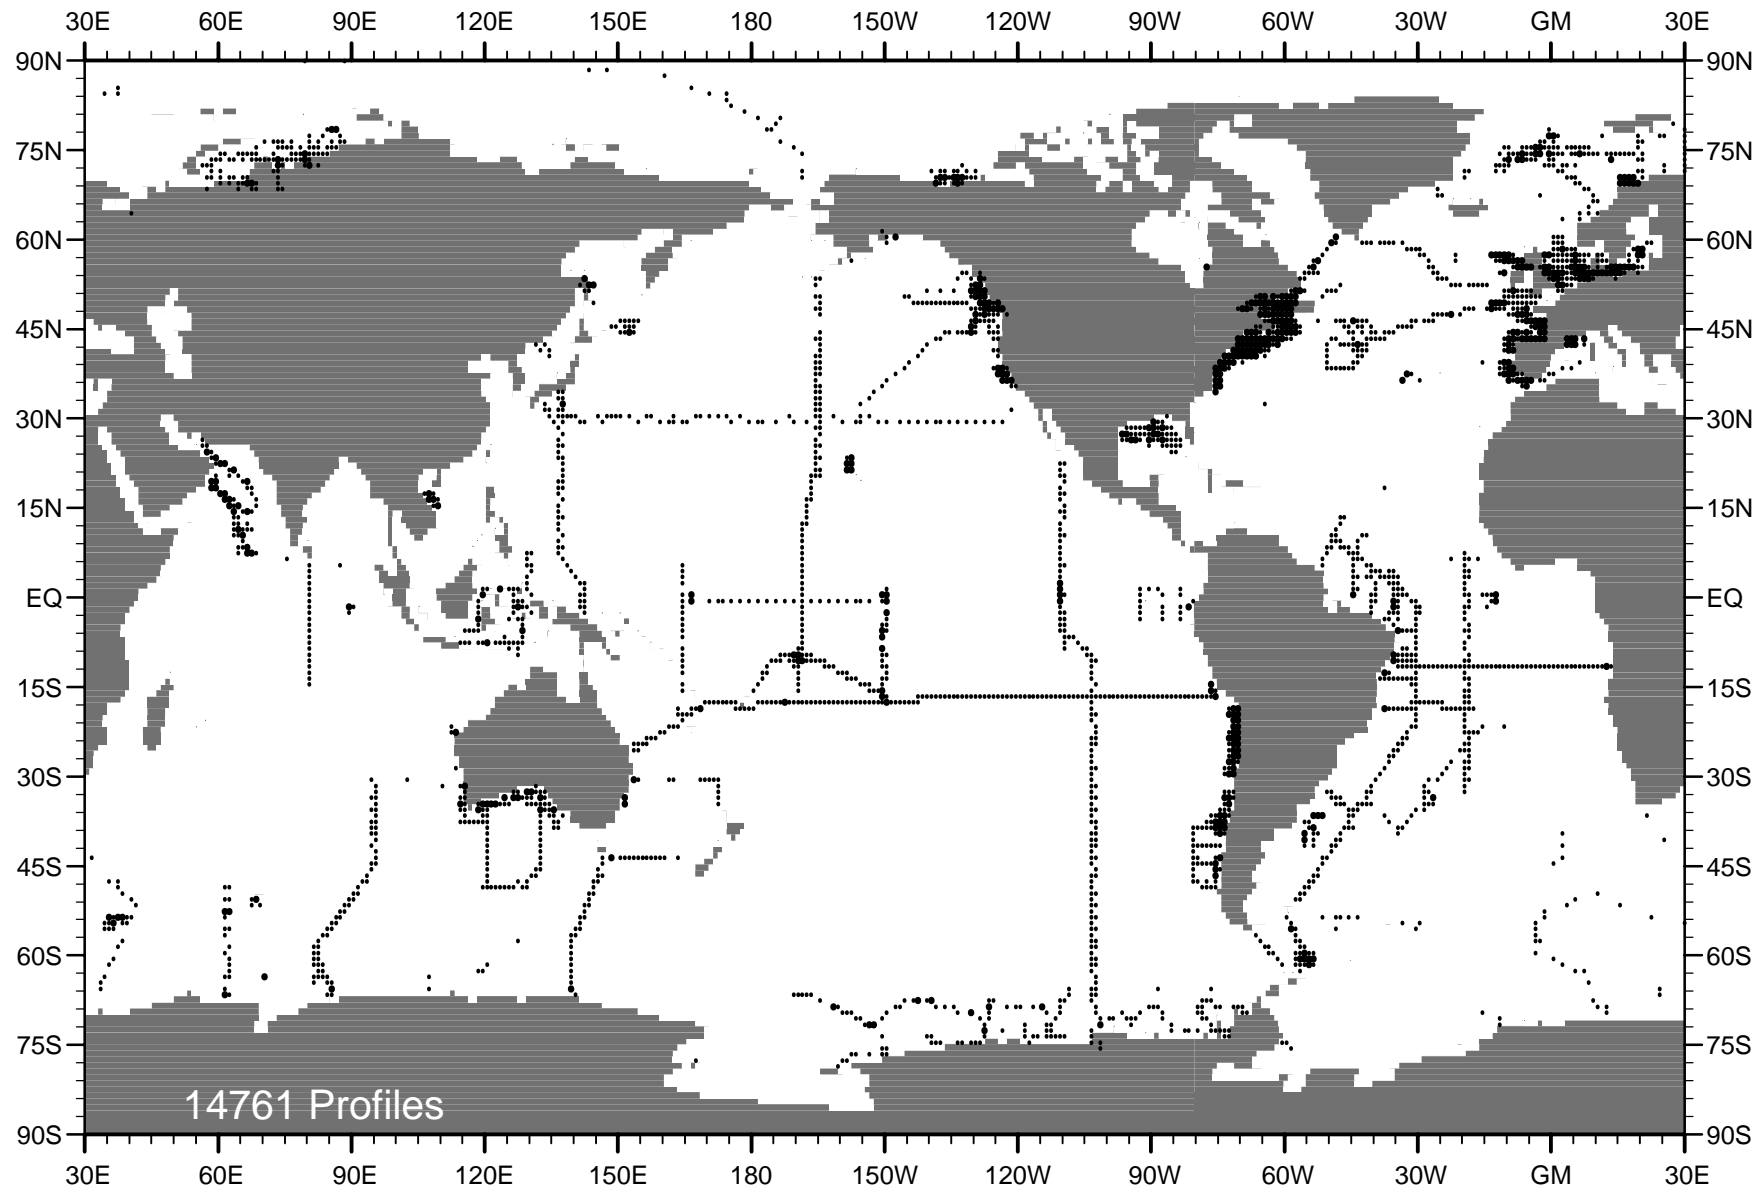 30E 60E 90E 120E 150E 180 150W 120W 90W 60W 30W GM 30E
90N 90N
75N 75N
60N 60N
45N 45N
30N 30N
15N 15N
EQ EQ
15S 15S
30S 30S
45S 45S
60S 60S
75S 75S
14761 Profiles
90S 90S
30E 60E 90E 120E 150E 180 150W 120W 90W 60W 30W GM 30E